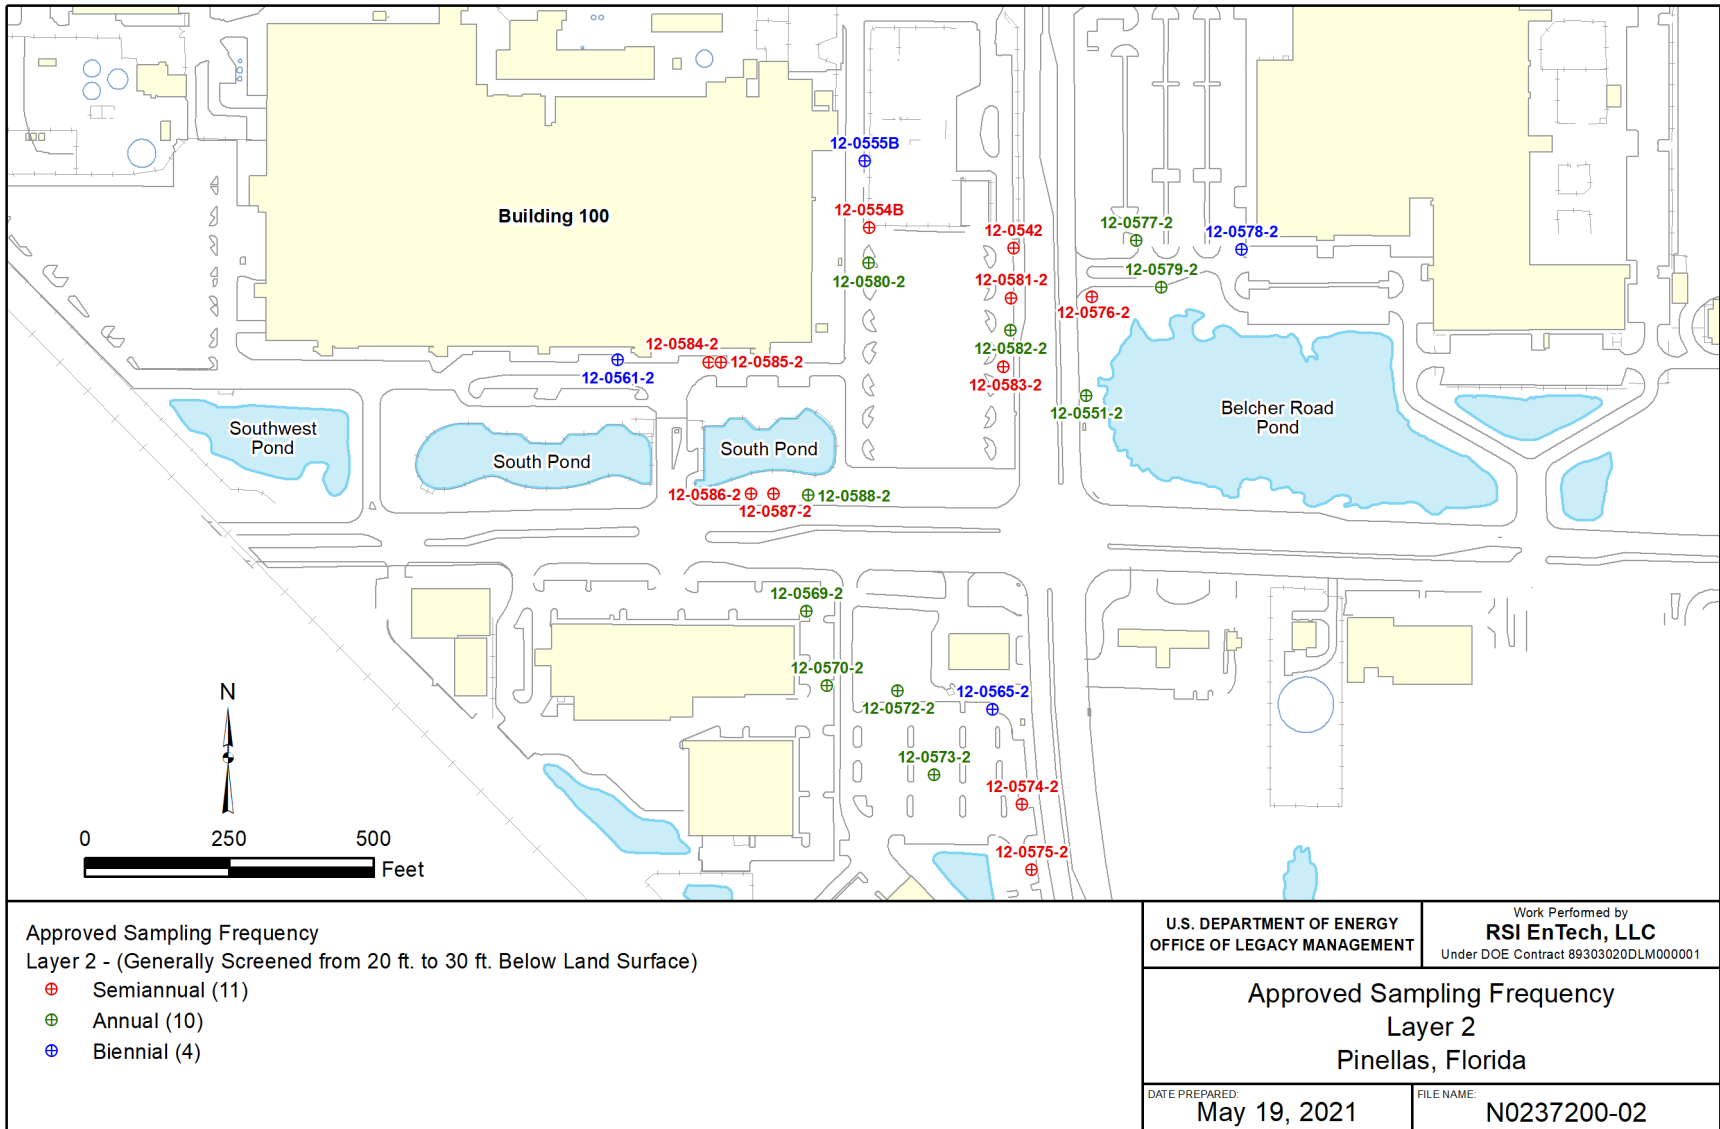 12-0555B
12-0554B
Building 100
12-0542
12-0577-2
12-0578-2
12-0580-2
12-0581-2
12-0579-2
12-0576-2
12-0584-2
12-0585-2
12-0561-2
12-0582-2
12-0583-2
12-0551-2
Southwest
Pond
South Pond
South Pond
Belcher Road
Pond
12-0586-2
12-0588-2
12-0587-2
12-0569-2
12-0570-2
12-0572-2
12-0565-2
12-0573-2
12-0574-2
12-0575-2
N
0 250 500
Feet
Approved Sampling Frequency
Layer 2 - (Generally Screened from 20 ft. to 30 ft. Below Land Surface)
Semiannual (11)
Annual (10)
Biennial (4)
U.S. DEPARTMENT OF ENERGY
OFFICE OF LEGACY MANAGEMENT
Work Performed by
RSI EnTech, LLC
Under DOE Contract 89303020DLM000001
Approved Sampling Frequency
Layer 2
Pinellas, Florida
DATE PREPARED:
May 19, 2021
FILE NAME:
N0237200-02